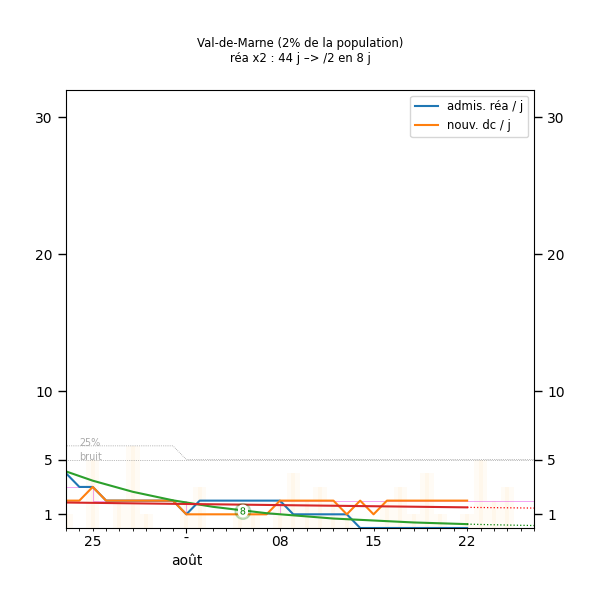 Val-de-Marne (2% de la population)
réa x2 : 44 j –> /2 en 8 j
admis. réa / j
nouv. dc / j
30 30
20 20
10 10
25%
bruit
5 5
8
1 1
25 - 08 15 22
août